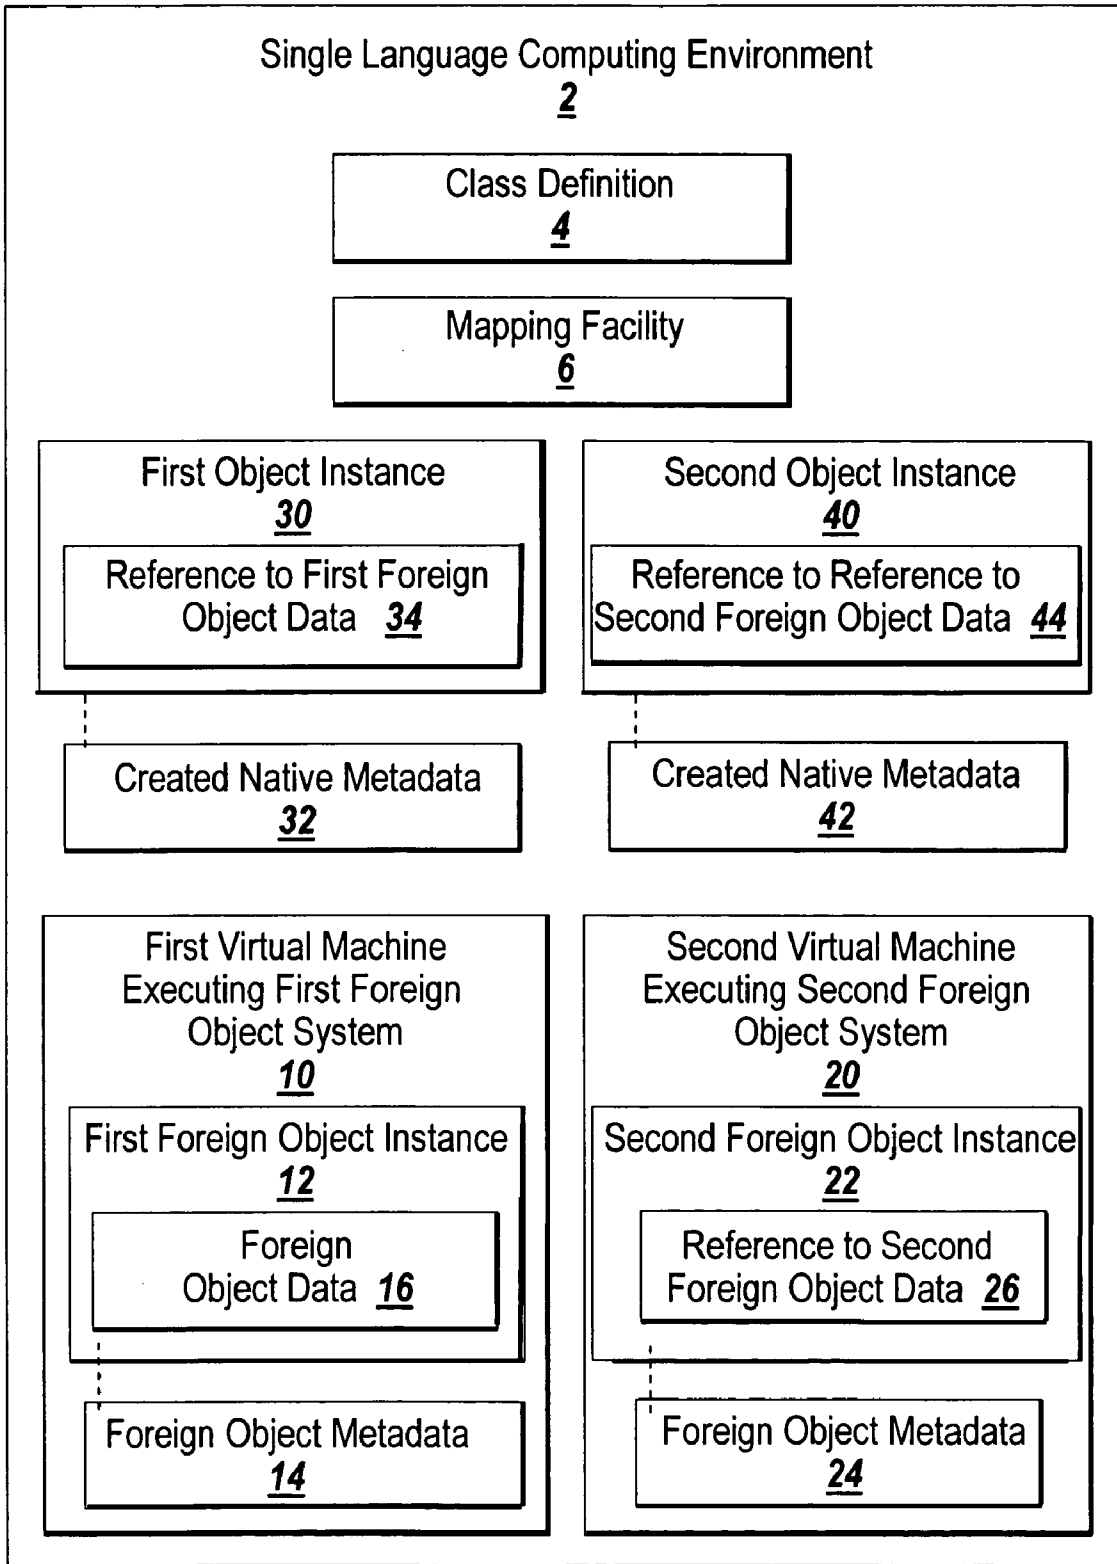 Single Language Computing Environment
2
Class Definition
4
Mapping Facility
6
First Object Instance
30
Reference to First Foreign
Object Data 34
Created Native Metadata
32
Second Object Instance
40
Reference to Reference to
Second Foreign Object Data 44
Created Native Metadata
42
First Virtual Machine
Executing First Foreign
Object System
10
First Foreign Object Instance
12
Foreign
Object Data 16
Foreign Object Metadata
14
Second Virtual Machine
Executing Second Foreign
Object System
20
Second Foreign Object Instance
22
Reference to Second
Foreign Object Data 26
Foreign Object Metadata
24